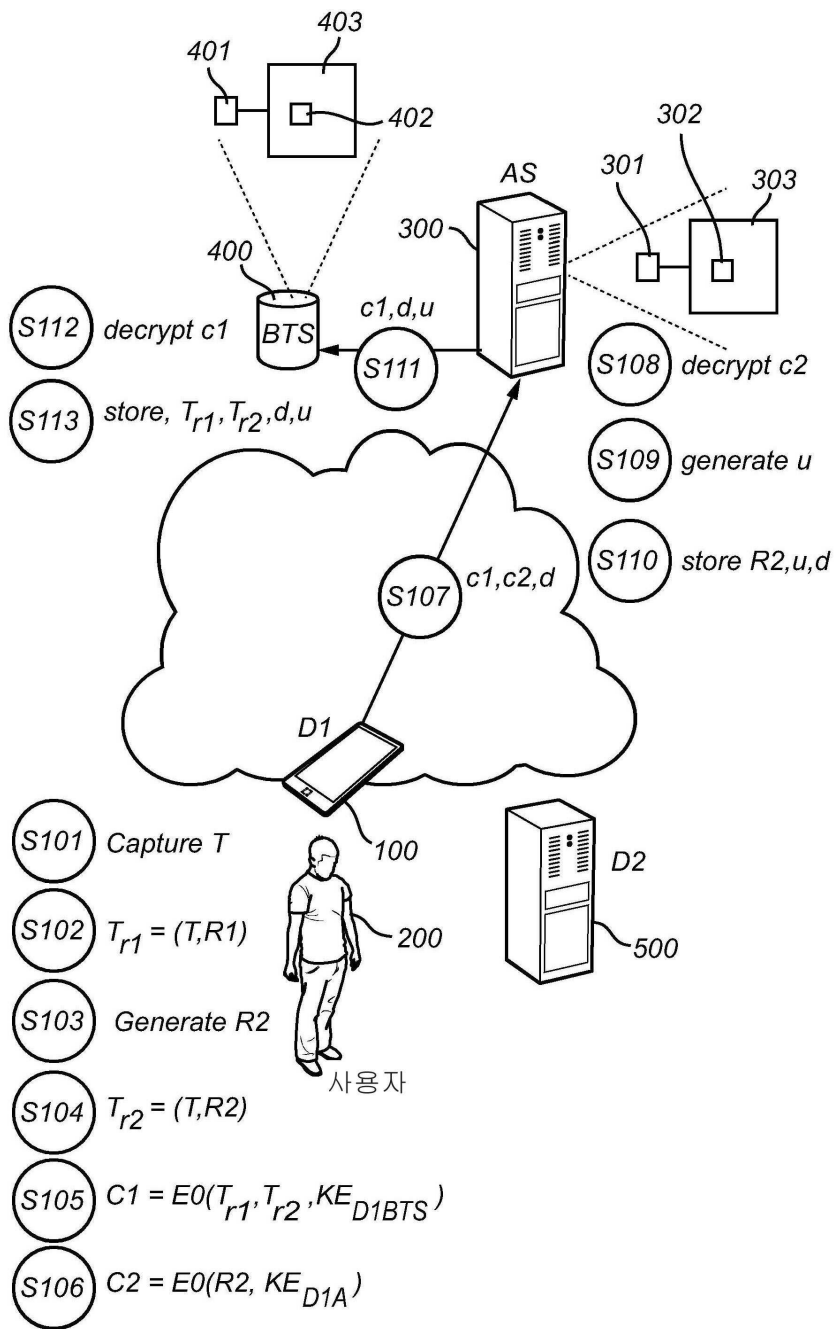 403
401
402
302
AS
301
303
300
400
c1,d,u
BTS
S112 decrypt c1
S111
S108 decrypt c2
S113 store, Tr1,Tr2,d,u
S109 generate u
S107 c1,c2,d
S110 store R2,u,d
D1
S101 Capture T
100
D2
S102 Tr1 = (T,R1)
200
500
S103 Generate R2
사용자
S104 Tr2 = (T,R2)
S105 C1 = E0(Tr1,Tr2,KED1BTS)
S106 C2 = E0(R2, KED1A)